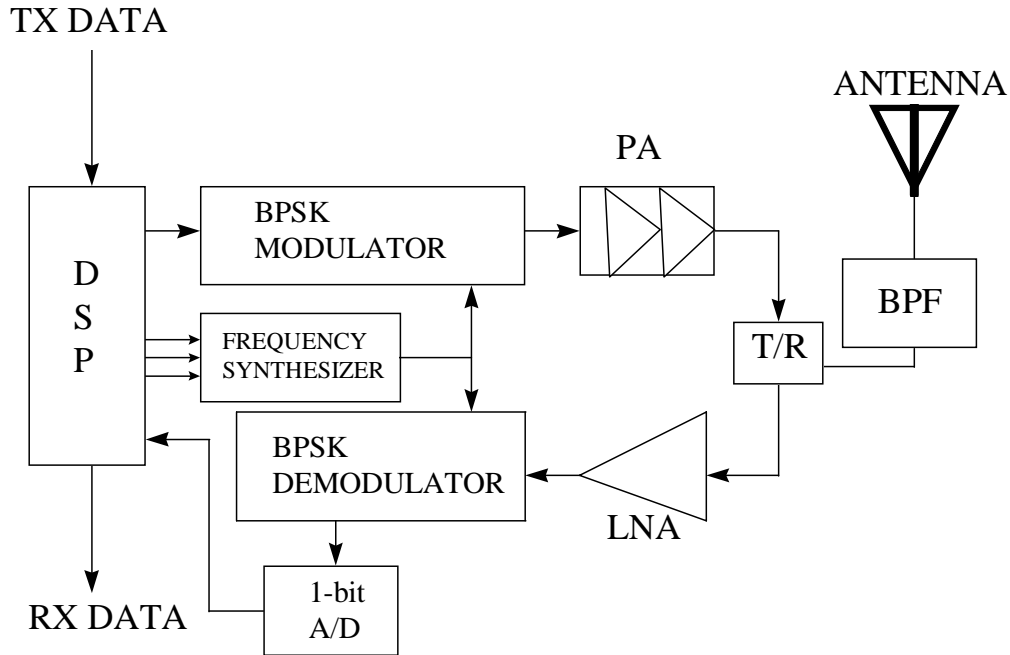 TX DATA
ANTENNA
PA
BPSK
MODULATOR
D
S
P
BPF
FREQUENCY
SYNTHESIZER
T/R
BPSK
DEMODULATOR
LNA
1-bit
A/D
RX DATA